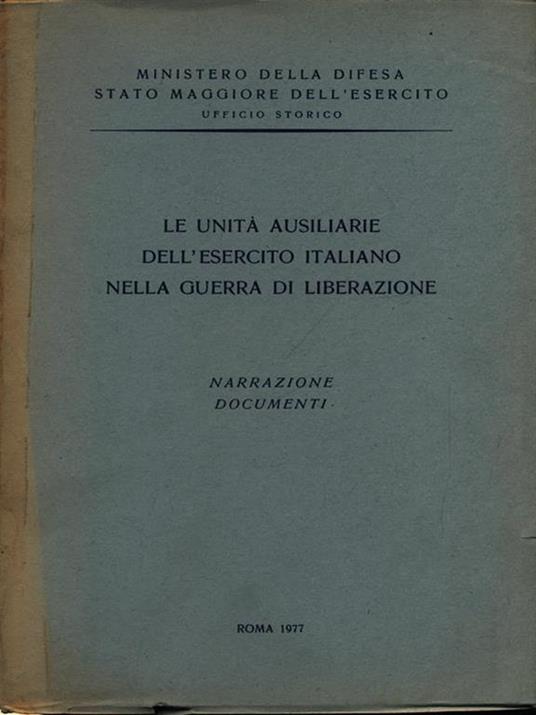 MINISTERO DELLA DIFESA
STATO MAGGIORE DELL'ESERCITO
UFFICIO STORICO
LE UNITÀ AUSILIARIE
DELL'ESERCITO ITALIANO
NELLA GUERRA DI LIBERAZIONE
NARRAZIONE
DOCUMENTI
ROMA 1977